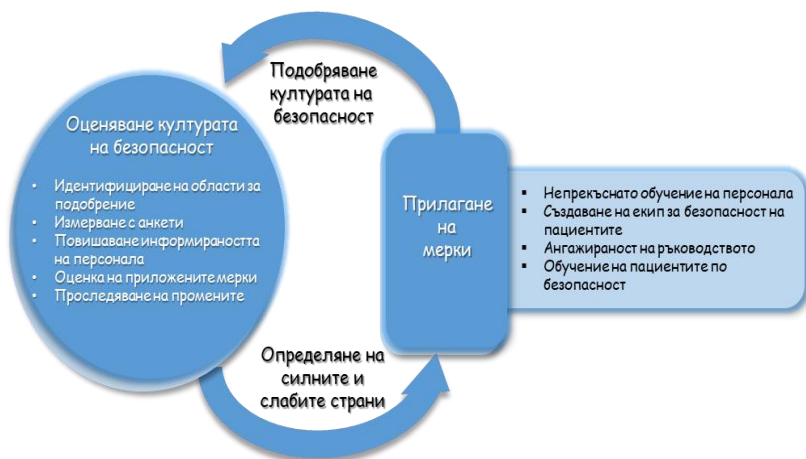 Подобряване
културата на
безопасност
Оценяване културата
на безопасност
• Идентифициране на области за
подобрение
• Измерване с анкети
• Повишаване информираността
на персонала
• Оценка на приложените мерки
• Проследяване на промените
Прилагане
на
мерки
▪ Непрекъснато обучение на персонала
▪ Създаване на екип за безопасност на
пациентите
▪ Ангажираност на ръководството
▪ Обучение на пациентите по
безопасност
Определяне на
силните и
слабите страни